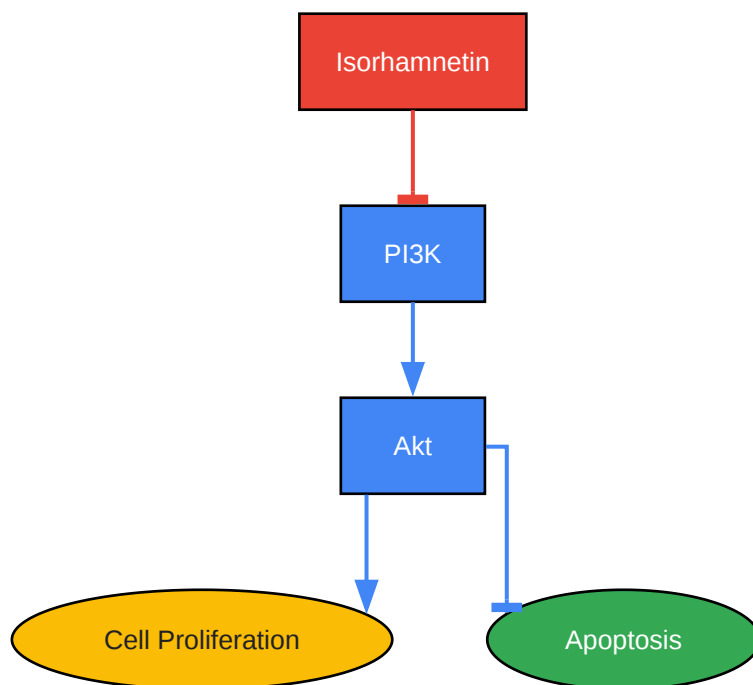 Isorhamnetin
PI3K
Akt
Cell Proliferation
Apoptosis